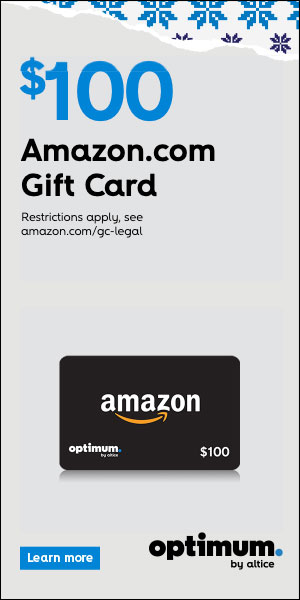 $100
Amazon.com
Gift Card
Restrictions apply, see
amazon.com/gc-legal
amazon
optimum.
by altice
$100
Learn more
optimum.
by altice